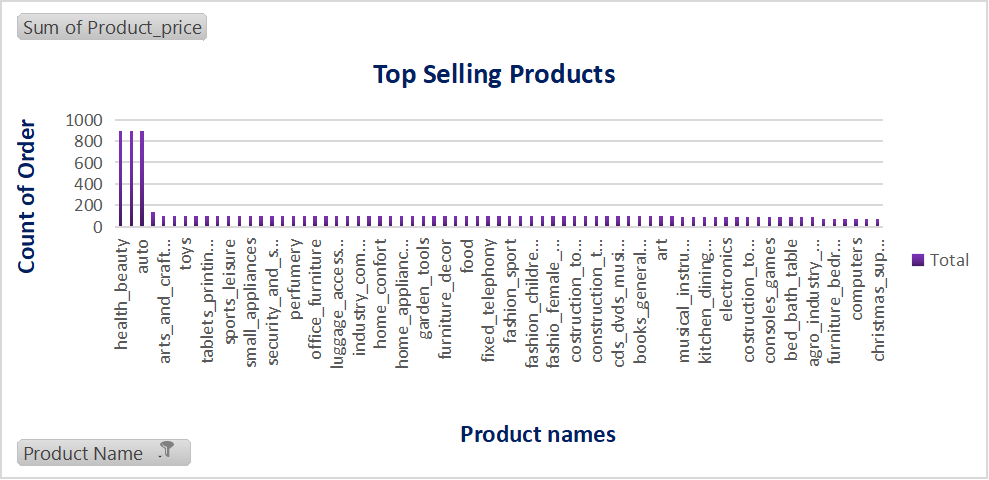 Sum of Product_price
Top Selling Products
Count of Order
1000
800
600
400
200
0
health_beauty
auto
arts_and_craft...
toys
tablets_printin...
sports_leisure
small_appliances
security_and_s...
perfumery
office_furniture
luggage_access...
industry_com...
home_confort
home_applianc...
garden_tools
furniture_decor
food
fixed_telephony
fashion_sport
fashion_childre...
fashio_female_...
costruction_to...
construction_t...
cds_dvds_musi...
books_general...
art
musical_instru...
kitchen_dining...
electronics
costruction_to...
consoles_games
bed_bath_table
agro_industry_...
furniture_bedr...
computers
christmas_sup...
Total
Product names
Product Name